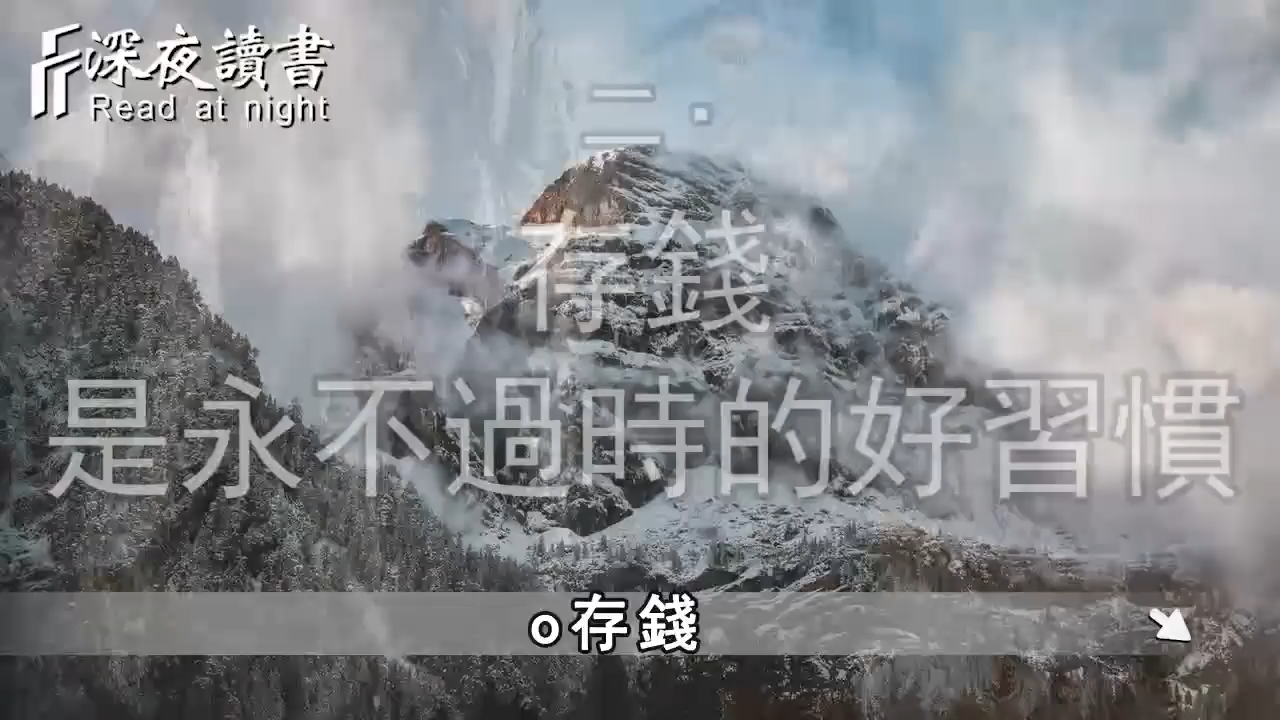 深夜讀書
Read at night
二.
存錢
是永不過時的好習慣
o存錢